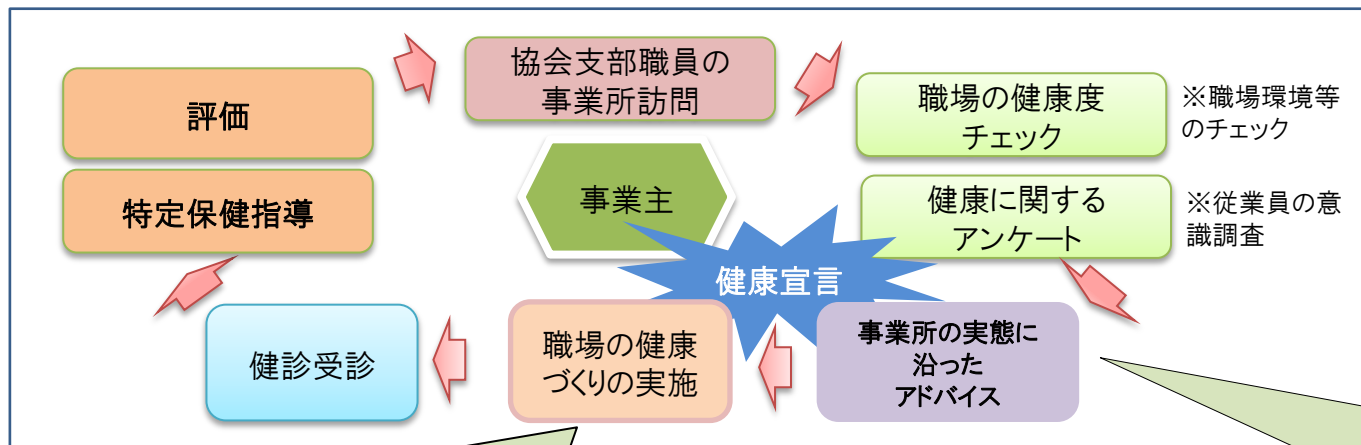 協会支部職員の
事業所訪問
職場の健康度
チェック
※職場環境等
のチェック
健康に関する
アンケート
※従業員の意
識調査
評価
特定保健指導
事業主
健康宣言
事業所の実態に
沿った
アドバイス
職場の健康
づくりの実施
健診受診